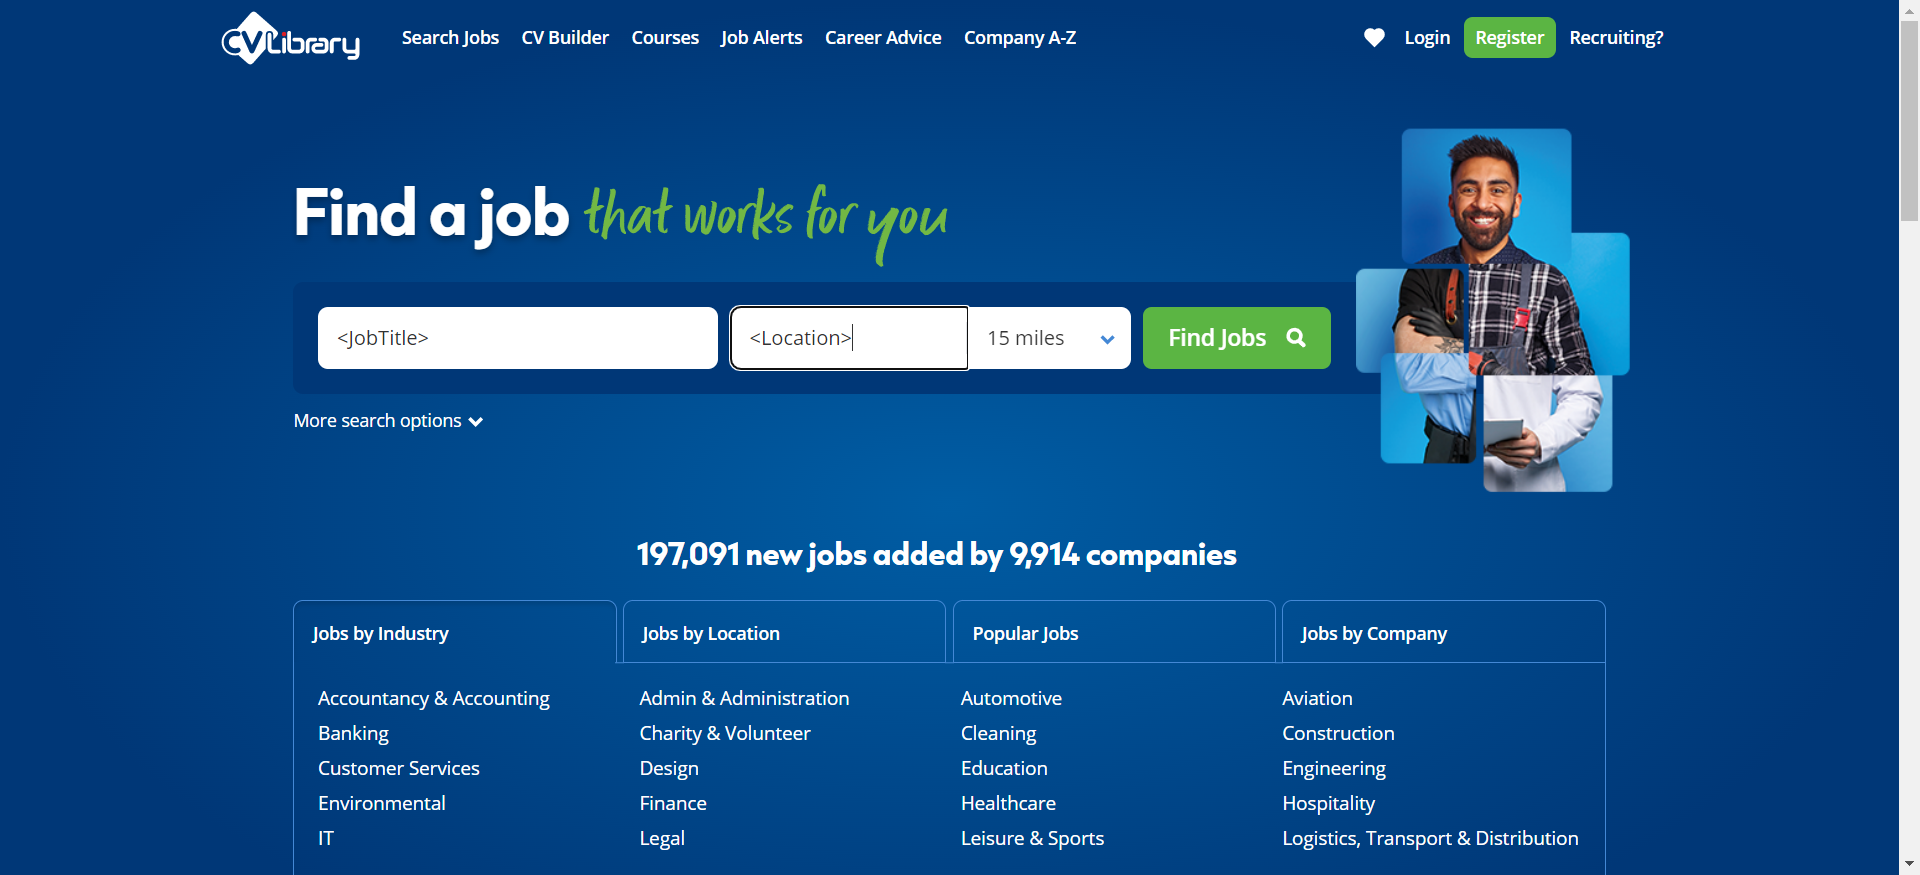 CVLibrary
Search Jobs CV Builder Courses Job Alerts Career Advice Company A-Z
Login Register Recruiting?
Find a job that works for you
<JobTitle>
<Location>
15 miles
Find Jobs
More search options
197,091 new jobs added by 9,914 companies
Jobs by Industry Jobs by Location Popular Jobs Jobs by Company
Accountancy & Accounting Admin & Administration Automotive Aviation
Banking Charity & Volunteer Cleaning Construction
Customer Services Design Education Engineering
Environmental Finance Healthcare Hospitality
IT Legal Leisure & Sports Logistics, Transport & Distribution